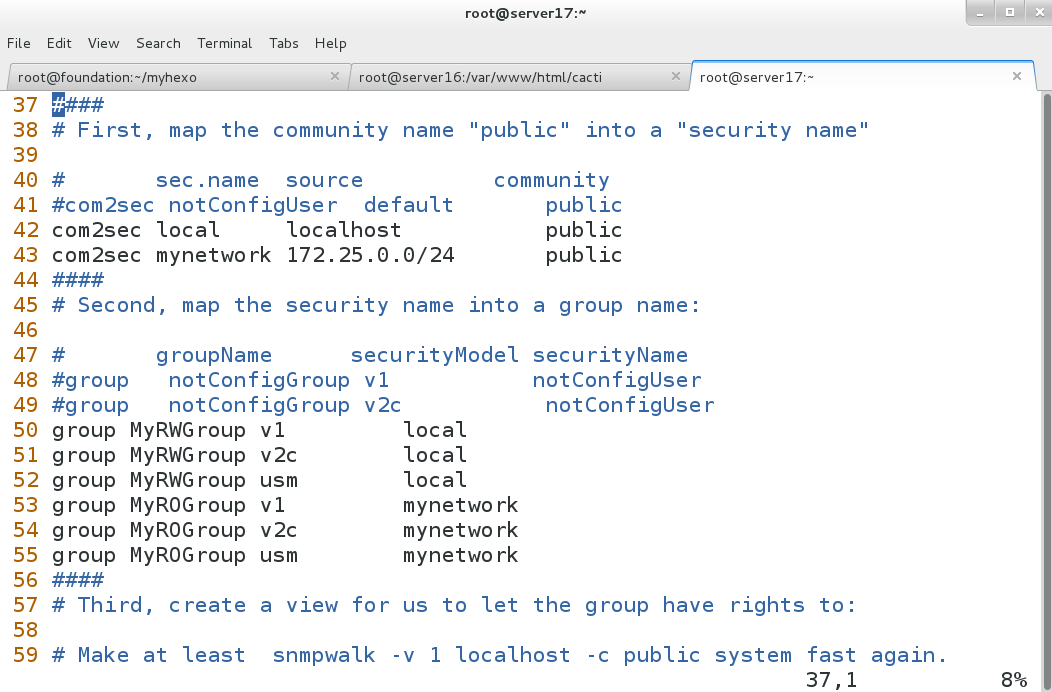 root@server17:~
File Edit View Search Terminal Tabs Help
root@foundation:~/myhexo × root@server16:/var/www/html/cacti × root@server17:~ ×
37 ####
38 # First, map the community name "public" into a "security name"
39
40 #       sec.name  source          community
41 #com2sec notConfigUser  default       public
42 com2sec local     localhost           public
43 com2sec mynetwork 172.25.0.0/24       public
44 ####
45 # Second, map the security name into a group name:
46
47 #       groupName      securityModel securityName
48 #group   notConfigGroup v1           notConfigUser
49 #group   notConfigGroup v2c           notConfigUser
50 group MyRWGroup v1         local
51 group MyRWGroup v2c        local
52 group MyRWGroup usm        local
53 group MyROGroup v1         mynetwork
54 group MyROGroup v2c        mynetwork
55 group MyROGroup usm        mynetwork
56 ####
57 # Third, create a view for us to let the group have rights to:
58
59 # Make at least  snmpwalk -v 1 localhost -c public system fast again.
37,1 8%